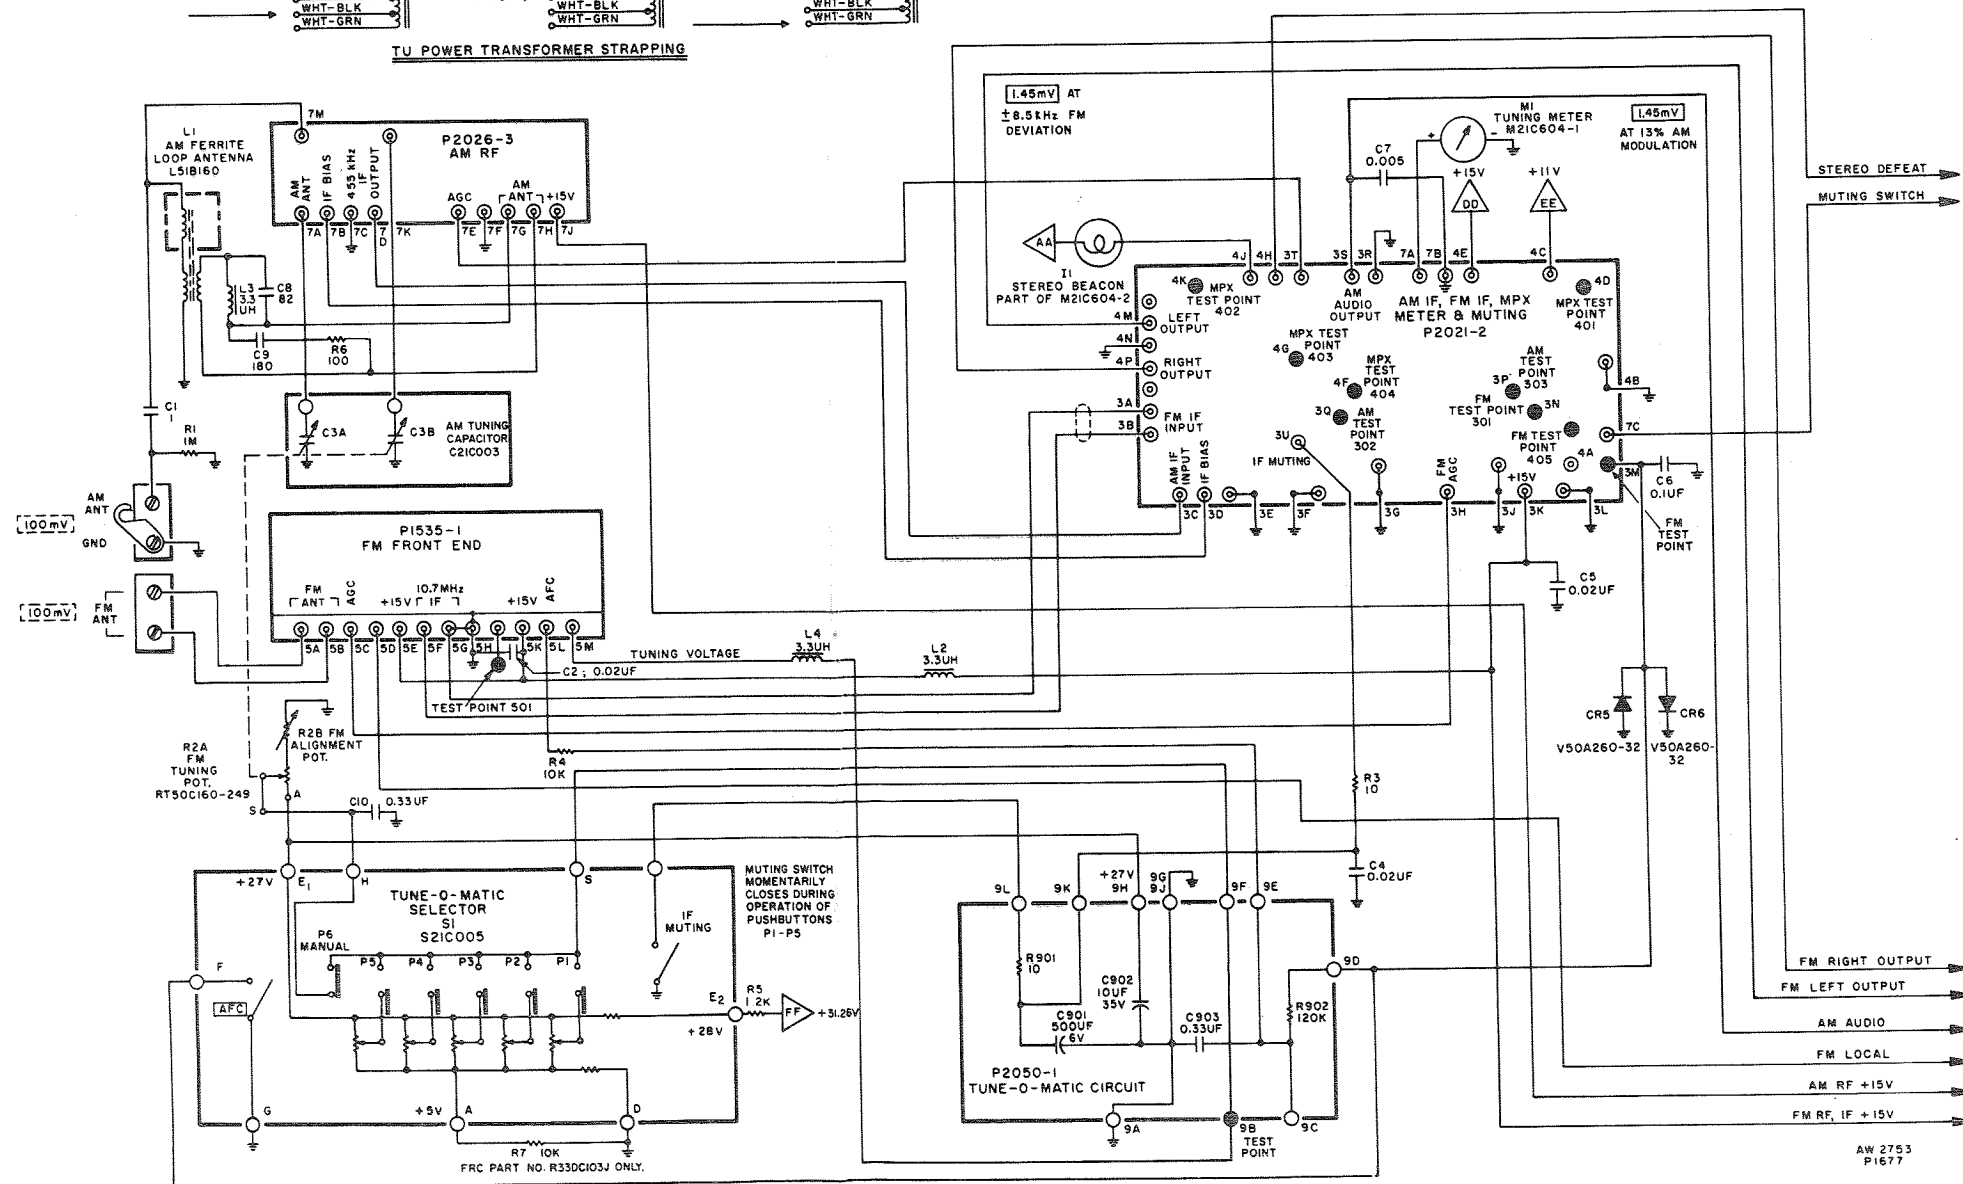 WHT-BLK
WHT-GRN
WHT-BLK
WHT-GRN
WHT-BLK
WHT-GRN
TU POWER TRANSFORMER STRAPPING
7M
P2026-3
AM RF
AM ANT
IF BIAS
455 kHz IF OUTPUT
AGC
AM
ANT
+15V
7A
7B
7C
7D
7K
7E
7F
7G
7H
7J
L1
AM FERRITE
LOOP ANTENNA
L51B160
L3
3.3
UH
C8
82
C9
180
R6
100
C1
1
R1
1M
C3A
C3B
AM TUNING
CAPACITOR
C21C003
AM
ANT
100mV
GND
FM
ANT
100mV
P1535-1
FM FRONT END
FM
ANT
AGC
+15V
10.7MHz
IF
+15V
AFC
5A
5B
5C
5D
5E
5F
5G
5H
5K
5L
5M
C2; 0.02UF
TEST POINT 501
TUNING VOLTAGE
L4
3.3UH
L2
3.3UH
R2A
FM
TUNING
POT.
RT50C160-249
R2B FM
ALIGNMENT
POT.
A
S
C10 0.33UF
R4
10K
1.45mV AT
±8.5kHz FM
DEVIATION
AA
I1
STEREO BEACON
PART OF M21C604-2
M1
TUNING METER
M21C604-1
+
-
1.45mV
AT 13% AM
MODULATION
C7
0.005
+15V
DD
+11V
EE
STEREO DEFEAT
MUTING SWITCH
4J
4H
3T
3S
3R
7A
7B
4E
4C
4K
MPX
TEST POINT
402
AM
AUDIO
OUTPUT
AM IF, FM IF, MPX
METER & MUTING
P2021-2
4D
MPX TEST
POINT
401
4M
LEFT
OUTPUT
4N
4P
RIGHT
OUTPUT
3A
FM IF
INPUT
3B
4G
MPX TEST
POINT
403
4F
MPX
TEST
POINT
404
3Q
AM
TEST
POINT
302
3P
AM
TEST
POINT
303
3N
FM
TEST POINT
301
FM TEST
POINT
405
4A
4B
7C
3M
3U
IF MUTING
AM IF INPUT
IF BIAS
FM AGC
+15V
3C
3D
3E
3F
3G
3H
3J
3K
3L
C6
0.1UF
FM
TEST
POINT
C5
0.02UF
CR5
V50A260-32
CR6
V50A260-
32
R3
10
C4
0.02UF
+27V
E1
H
S
TUNE-O-MATIC
SELECTOR
S1
S21C005
P6
MANUAL
P5
P4
P3
P2
P1
IF
MUTING
MUTING SWITCH
MOMENTARILY
CLOSES DURING
OPERATION OF
PUSHBUTTONS
P1-P5
F
AFC
G
+5V
A
D
E2
+28V
R5
1.2K
FF
+31.26V
R7 10K
FRC PART NO. R33DC103J ONLY.
9L
9K
+27V
9H
9G
9J
9F
9E
9D
R901
10
C902
10UF
35V
C901
500UF
6V
C903
0.33UF
R902
120K
P2050-1
TUNE-O-MATIC CIRCUIT
9A
9B
TEST
POINT
9C
FM RIGHT OUTPUT
FM LEFT OUTPUT
AM AUDIO
FM LOCAL
AM RF +15V
FM RF, IF +15V
AW 2753
P1677